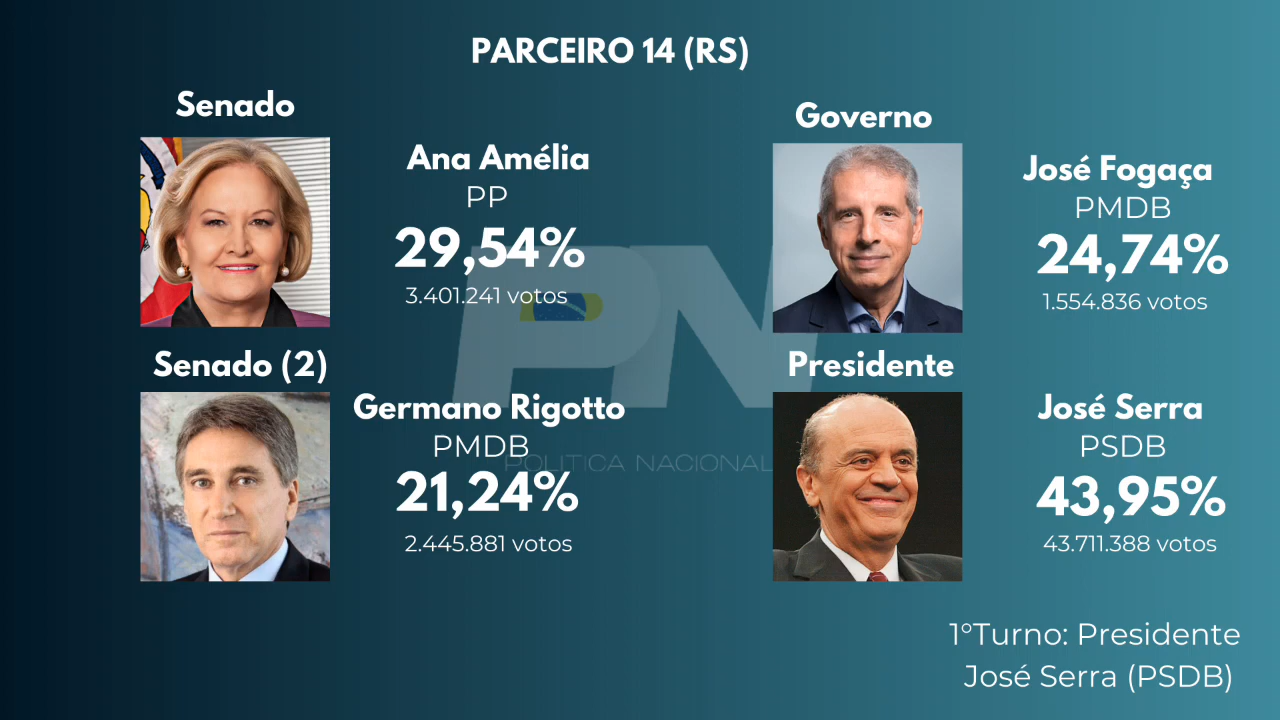 PARCEIRO 14 (RS)
Senado
Ana Amélia
PP
29,54%
3.401.241 votos
Governo
José Fogaça
PMDB
24,74%
1.554.836 votos
Senado (2)
Germano Rigotto
PMDB
21,24%
2.445.881 votos
Presidente
José Serra
PSDB
43,95%
43.711.388 votos
PN
POLÍTICA NACIONAL
1°Turno: Presidente
José Serra (PSDB)